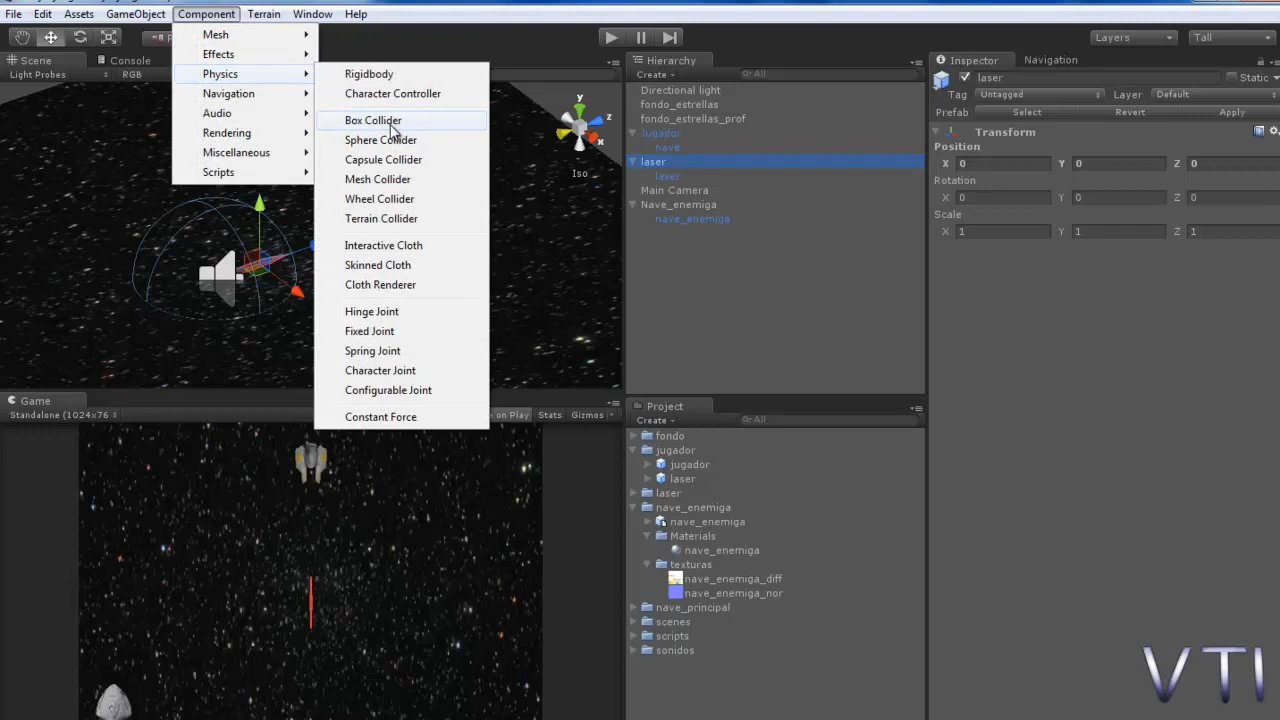 File Edit Assets GameObject Component Terrain Window Help
Layers
Tall
Mesh
Effects
Physics
Navigation
Audio
Rendering
Miscellaneous
Scripts
Rigidbody
Character Controller
Box Collider
Sphere Collider
Capsule Collider
Mesh Collider
Wheel Collider
Terrain Collider
Interactive Cloth
Skinned Cloth
Cloth Renderer
Hinge Joint
Fixed Joint
Spring Joint
Character Joint
Configurable Joint
Constant Force
Scene Console
Light Probes RGB
y
z
x
Iso
Hierarchy
Create All
Directional light
fondo_estrellas
fondo_estrellas_prof
Jugador
nave
laser
laser
Main Camera
Nave_enemiga
nave_enemiga
Inspector Navigation
laser Static
Tag Untagged Layer Default
Prefab Select Revert Apply
Transform
Position
X 0 Y 0 Z 0
Rotation
X 0 Y 0 Z 0
Scale
X 1 Y 1 Z 1
Game
Standalone (1024x76 on Play Stats Gizmos
Project
Create All
fondo
jugador
jugador
laser
laser
nave_enemiga
nave_enemiga
Materials
nave_enemiga
texturas
nave_enemiga_diff
nave_enemiga_nor
nave_principal
scenes
scripts
sonidos
VTI